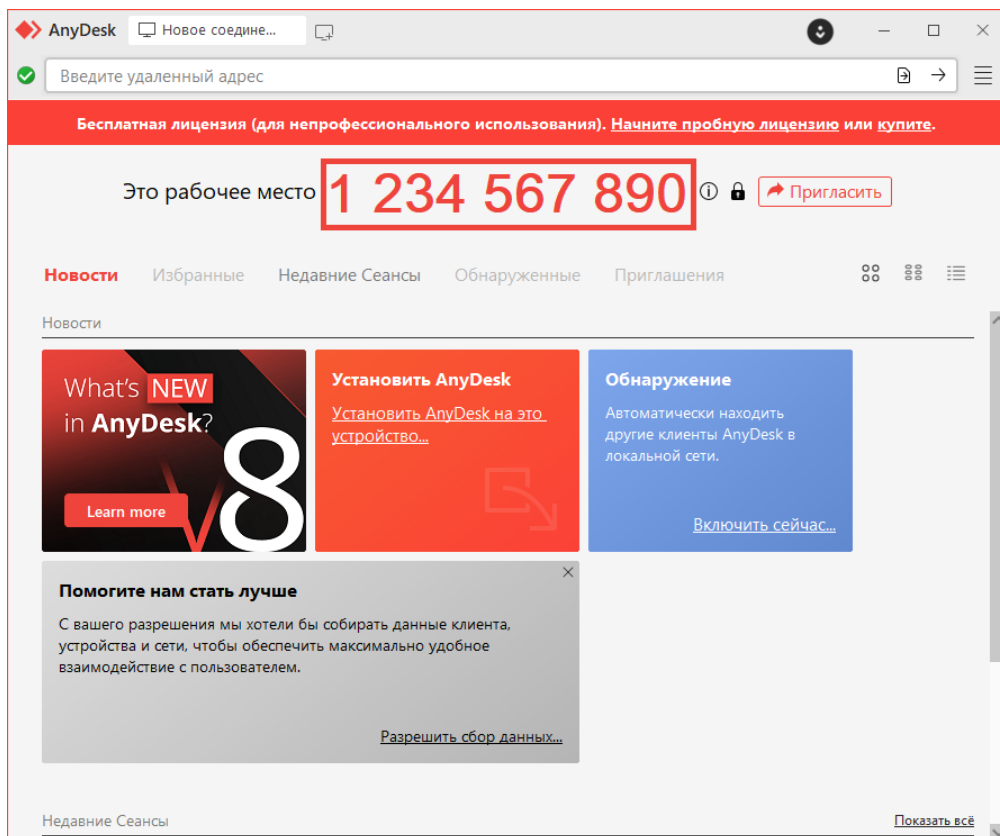 AnyDesk Новое соедине...
Введите удаленный адрес
Бесплатная лицензия (для непрофессионального использования). Начните пробную лицензию или купите.
Это рабочее место 1 234 567 890 Пригласить
Новости Избранные Недавние Сеансы Обнаруженные Приглашения
Новости
What's NEW
in AnyDesk?
v8
Learn more
Установить AnyDesk
Установить AnyDesk на это
устройство...
Обнаружение
Автоматически находить
другие клиенты AnyDesk в
локальной сети.
Включить сейчас...
Помогите нам стать лучше
С вашего разрешения мы хотели бы собирать данные клиента,
устройства и сети, чтобы обеспечить максимально удобное
взаимодействие с пользователем.
Разрешить сбор данных...
Недавние Сеансы Показать всё